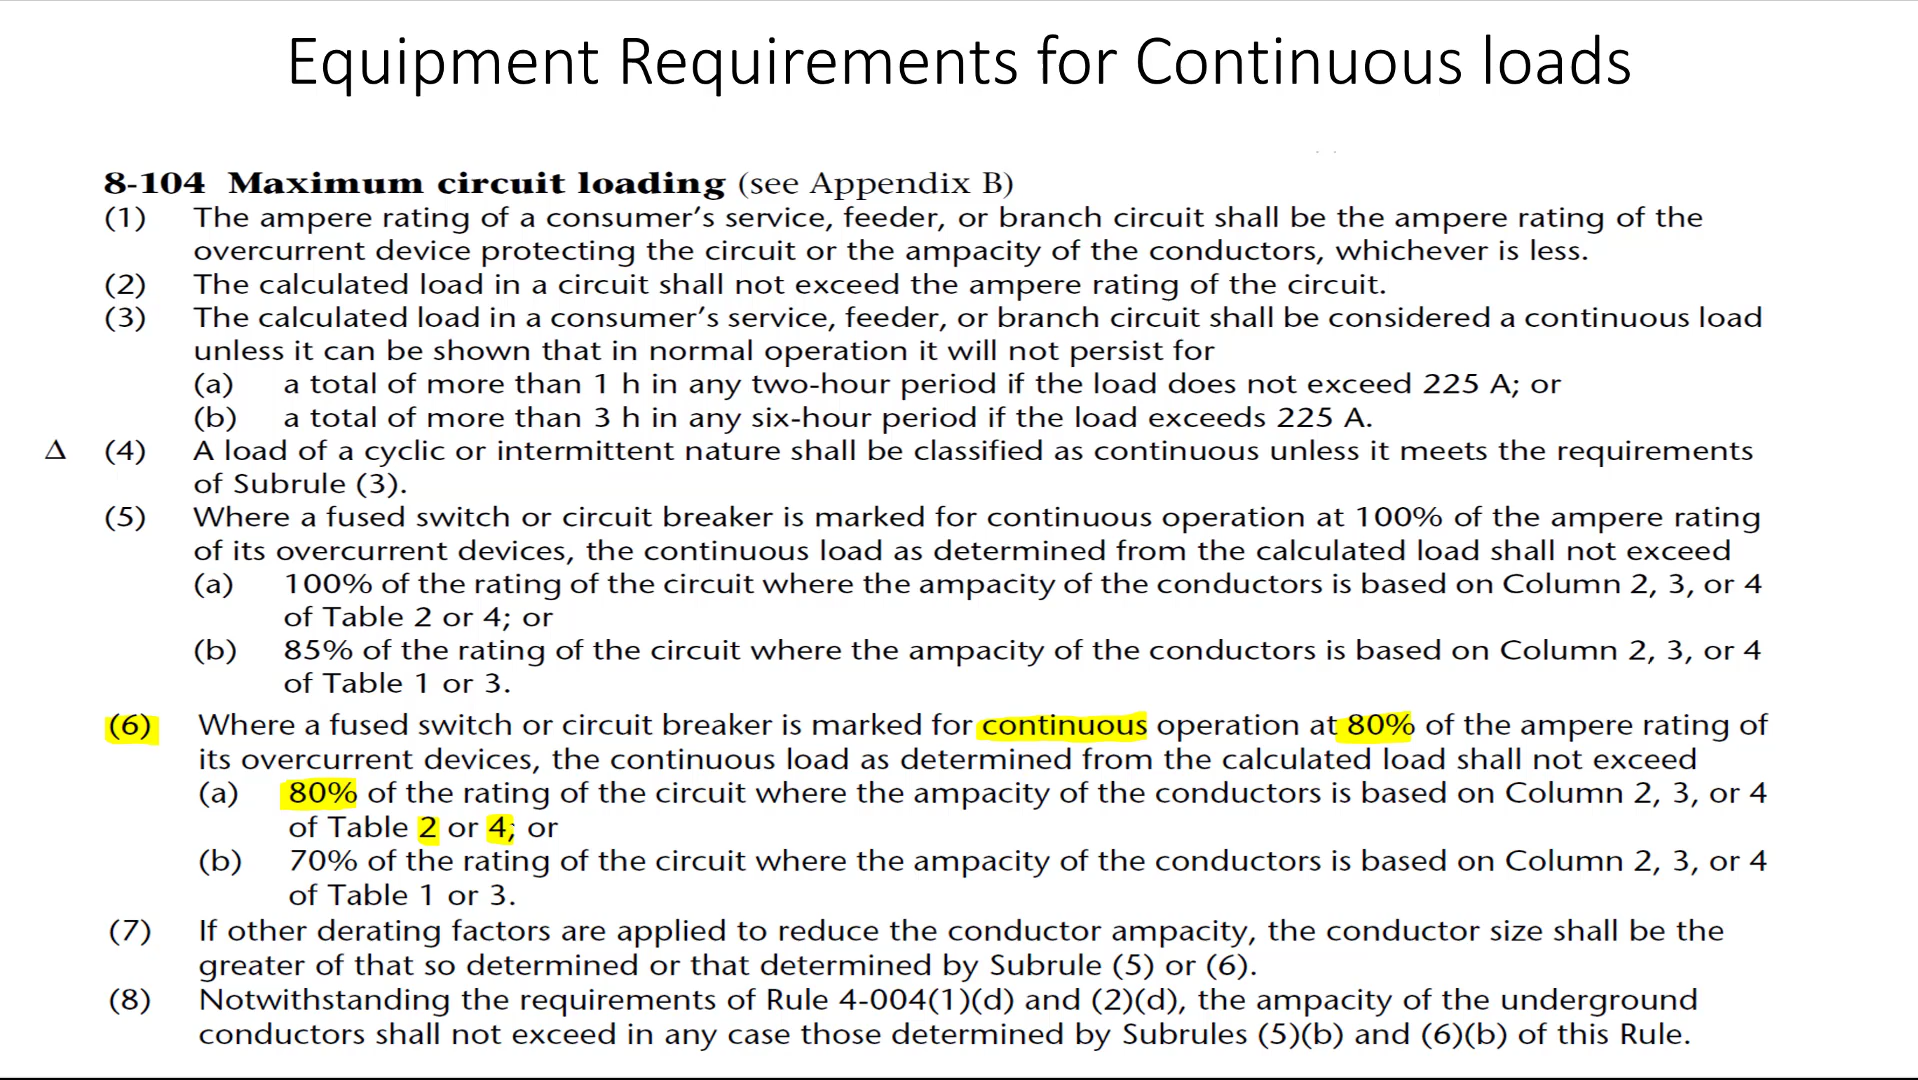 Equipment Requirements for Continuous loads
8-104 Maximum circuit loading (see Appendix B)
(1) The ampere rating of a consumer’s service, feeder, or branch circuit shall be the ampere rating of the
overcurrent device protecting the circuit or the ampacity of the conductors, whichever is less.
(2) The calculated load in a circuit shall not exceed the ampere rating of the circuit.
(3) The calculated load in a consumer’s service, feeder, or branch circuit shall be considered a continuous load
unless it can be shown that in normal operation it will not persist for
(a) a total of more than 1 h in any two-hour period if the load does not exceed 225 A; or
(b) a total of more than 3 h in any six-hour period if the load exceeds 225 A.
Δ (4) A load of a cyclic or intermittent nature shall be classified as continuous unless it meets the requirements
of Subrule (3).
(5) Where a fused switch or circuit breaker is marked for continuous operation at 100% of the ampere rating
of its overcurrent devices, the continuous load as determined from the calculated load shall not exceed
(a) 100% of the rating of the circuit where the ampacity of the conductors is based on Column 2, 3, or 4
of Table 2 or 4; or
(b) 85% of the rating of the circuit where the ampacity of the conductors is based on Column 2, 3, or 4
of Table 1 or 3.
(6) Where a fused switch or circuit breaker is marked for continuous operation at 80% of the ampere rating of
its overcurrent devices, the continuous load as determined from the calculated load shall not exceed
(a) 80% of the rating of the circuit where the ampacity of the conductors is based on Column 2, 3, or 4
of Table 2 or 4; or
(b) 70% of the rating of the circuit where the ampacity of the conductors is based on Column 2, 3, or 4
of Table 1 or 3.
(7) If other derating factors are applied to reduce the conductor ampacity, the conductor size shall be the
greater of that so determined or that determined by Subrule (5) or (6).
(8) Notwithstanding the requirements of Rule 4-004(1)(d) and (2)(d), the ampacity of the underground
conductors shall not exceed in any case those determined by Subrules (5)(b) and (6)(b) of this Rule.